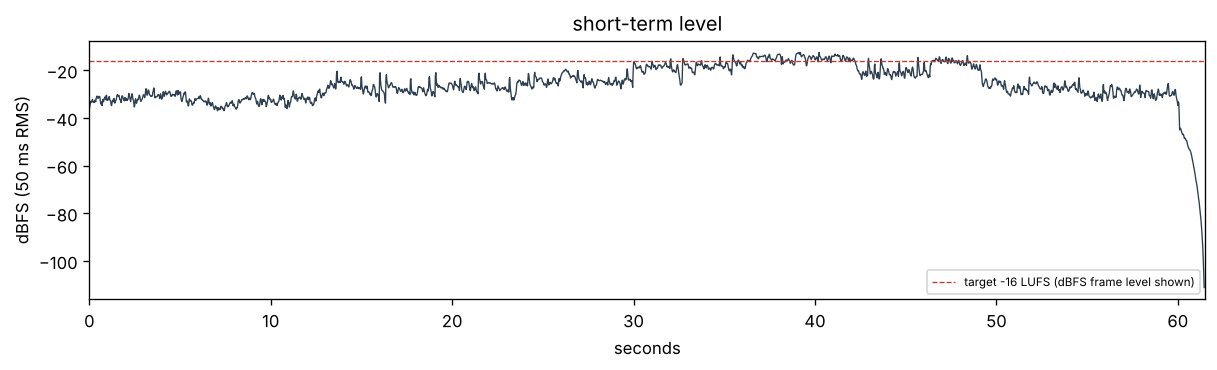 short-term level
dBFS (50 ms RMS)
−20
−40
−60
−80
−100
target -16 LUFS (dBFS frame level shown)
0 10 20 30 40 50 60
seconds